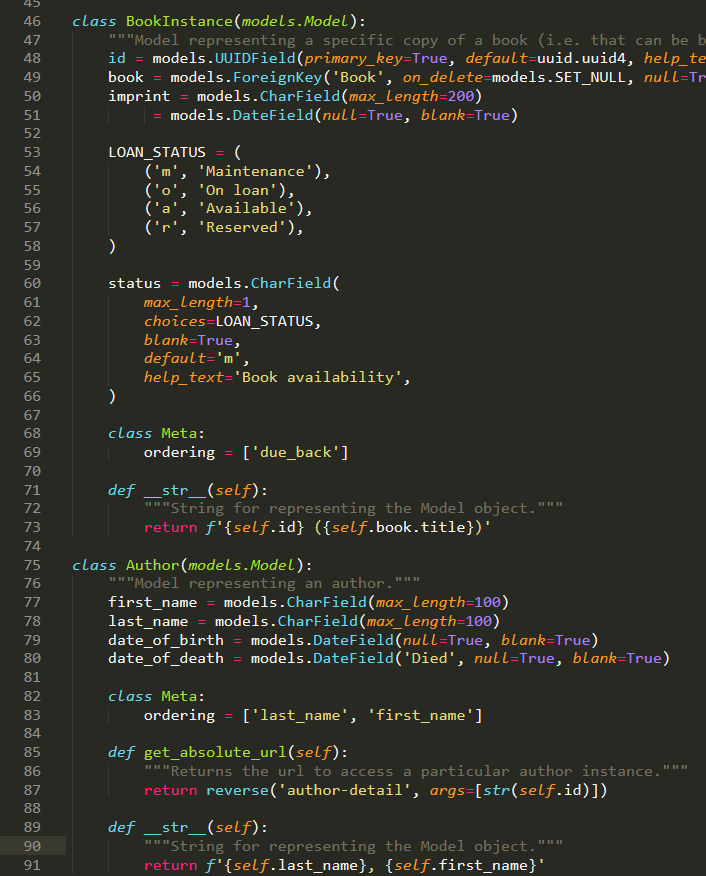 45
46 class BookInstance(models.Model):
47 """Model representing a specific copy of a book (i.e. that can be b
48 id = models.UUIDField(primary_key=True, default=uuid.uuid4, help_te
49 book = models.ForeignKey('Book', on_delete=models.SET_NULL, null=Tr
50 imprint = models.CharField(max_length=200)
51 = models.DateField(null=True, blank=True)
52
53 LOAN_STATUS = (
54 ('m', 'Maintenance'),
55 ('o', 'On loan'),
56 ('a', 'Available'),
57 ('r', 'Reserved'),
58 )
59
60 status = models.CharField(
61 max_length=1,
62 choices=LOAN_STATUS,
63 blank=True,
64 default='m',
65 help_text='Book availability',
66 )
67
68 class Meta:
69 ordering = ['due_back']
70
71 def __str__(self):
72 """String for representing the Model object."""
73 return f'{self.id} ({self.book.title})'
74
75 class Author(models.Model):
76 """Model representing an author."""
77 first_name = models.CharField(max_length=100)
78 last_name = models.CharField(max_length=100)
79 date_of_birth = models.DateField(null=True, blank=True)
80 date_of_death = models.DateField('Died', null=True, blank=True)
81
82 class Meta:
83 ordering = ['last_name', 'first_name']
84
85 def get_absolute_url(self):
86 """Returns the url to access a particular author instance."""
87 return reverse('author-detail', args=[str(self.id)])
88
89 def __str__(self):
90 """String for representing the Model object."""
91 return f'{self.last_name}, {self.first_name}'